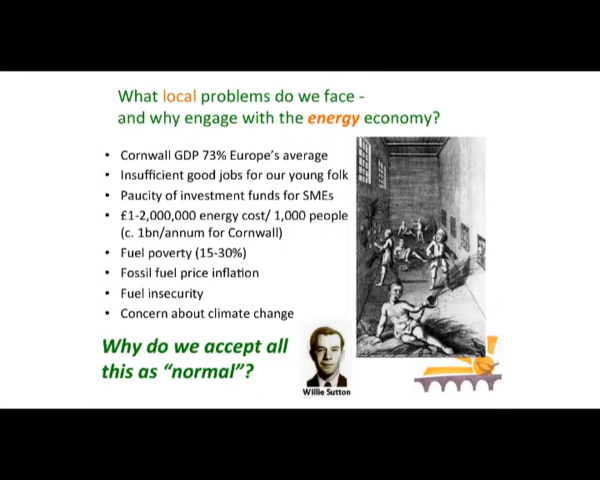 What local problems do we face -
and why engage with the energy economy?
• Cornwall GDP 73% Europe's average
• Insufficient good jobs for our young folk
• Paucity of investment funds for SMEs
• £1-2,000,000 energy cost/ 1,000 people
(c. 1bn/annum for Cornwall)
• Fuel poverty (15-30%)
• Fossil fuel price inflation
• Fuel insecurity
• Concern about climate change
Why do we accept all
this as "normal"?
Willie Sutton